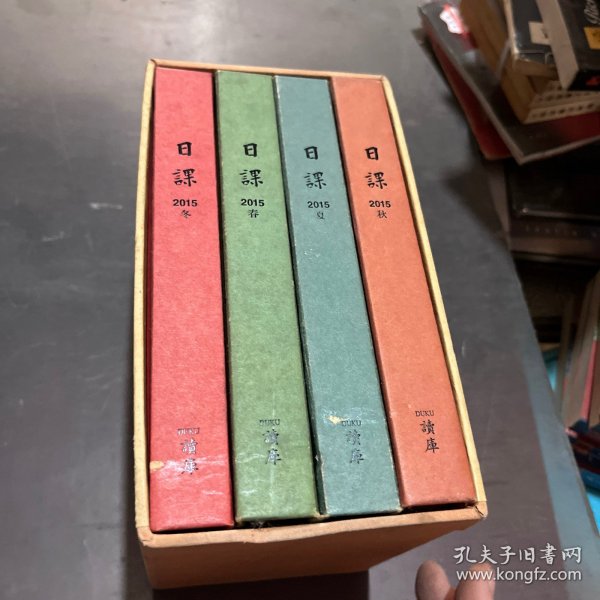 日課
2015
冬
DUKU
讀庫
日課
2015
春
DUKU
讀庫
日課
2015
夏
DUKU
讀庫
日課
2015
秋
DUKU
讀庫
孔夫子旧书网
www.kongfz.com